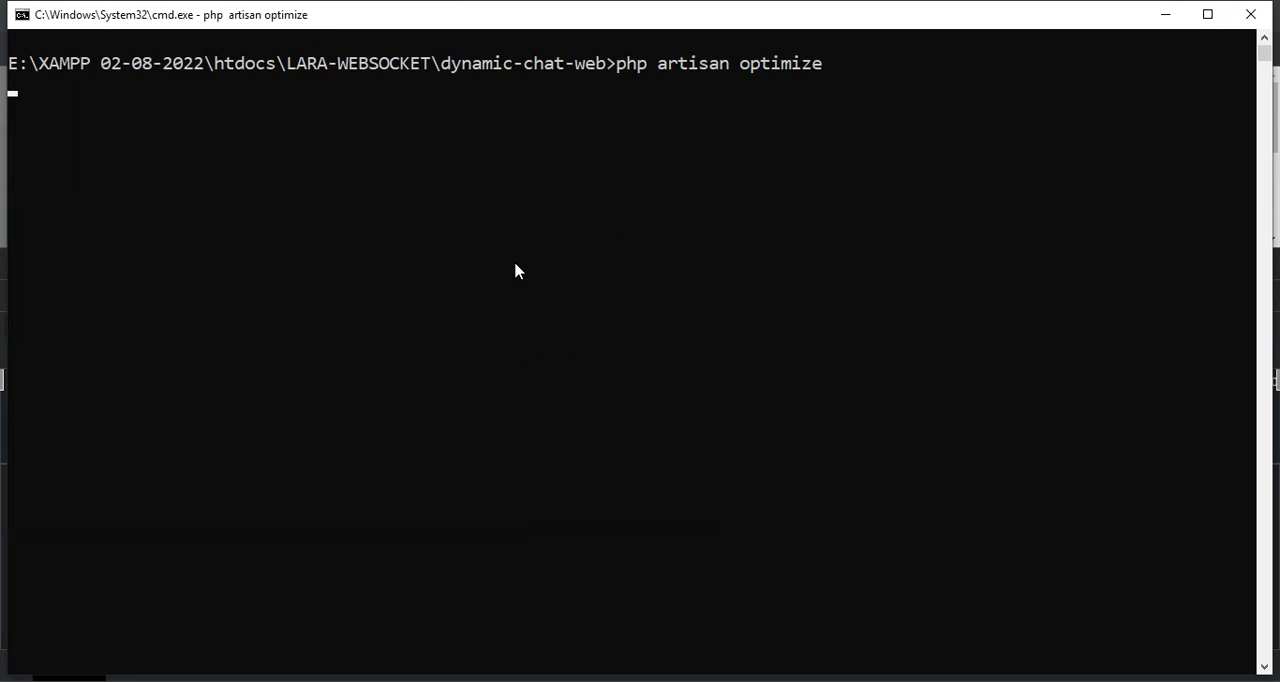 C:\Windows\System32\cmd.exe - php  artisan optimize
E:\XAMPP 02-08-2022\htdocs\LARA-WEBSOCKET\dynamic-chat-web>php artisan optimize